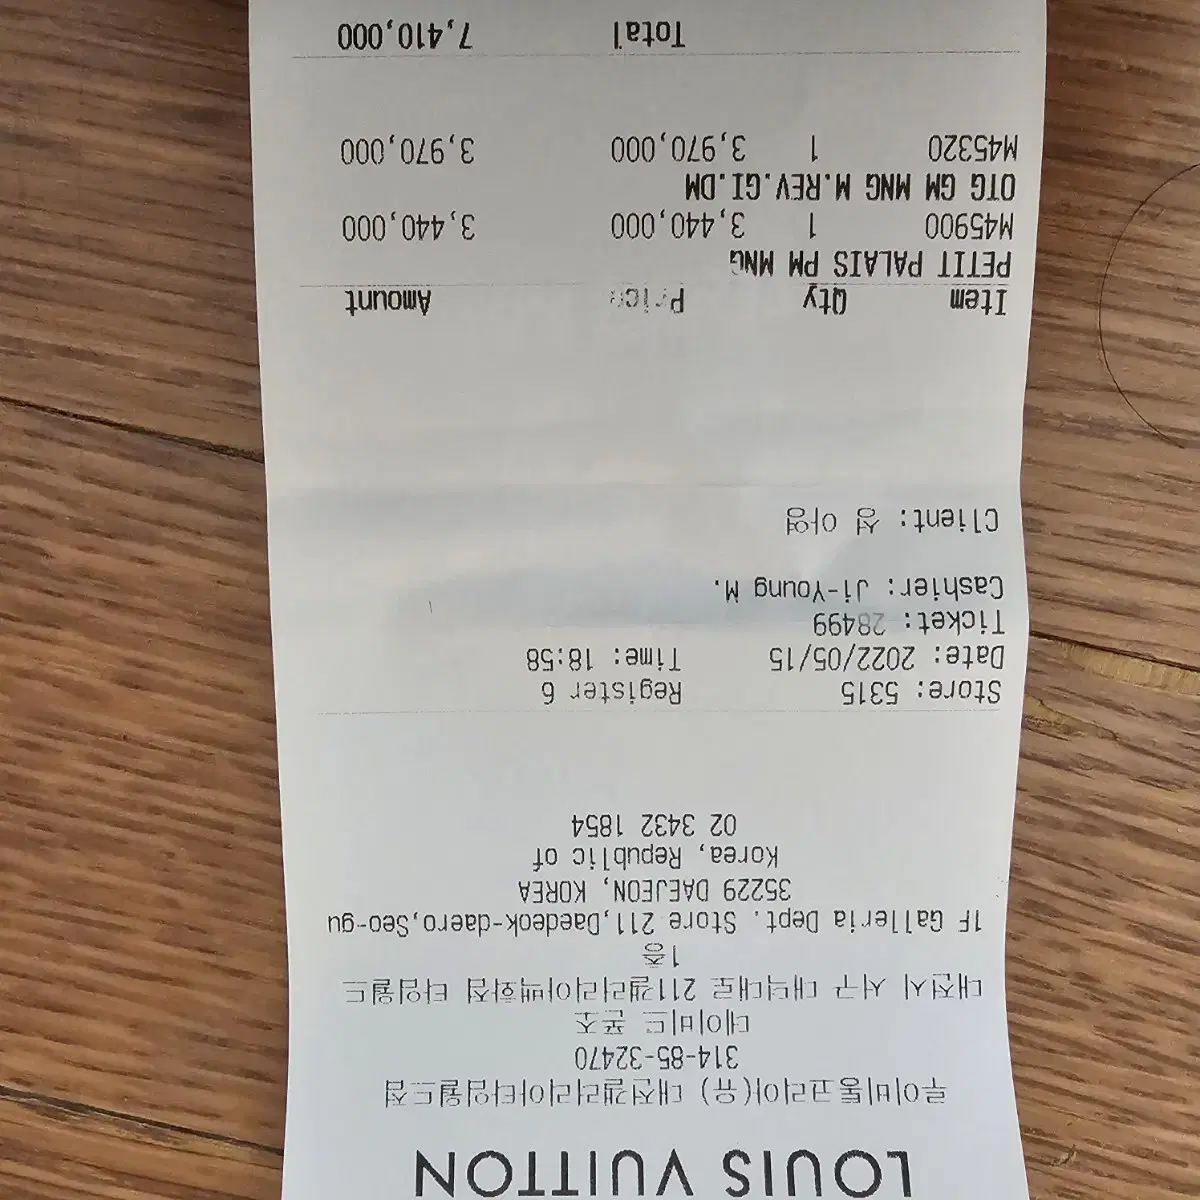 LOUIS VUITTON
루이비통코리아(유) 대전갤러리아타임월드점
314-85-32470
데이비드 폰소
대전시 서구 대덕대로 211갤러리아백화점 타임월드
1층
1F Galleria Dept. Store 211,Daedeok-daero,Seo-gu
35229 DAEJEON, KOREA
Korea, Republic of
02 3432 1854
Store: 5315 Register 6
Date: 2022/05/15 Time: 18:58
Ticket: 28499
Cashier: Ji-Young M.
Client: 성 아영
Item Qty Price Amount
PETIT PALAIS PM MNG
M45900 1 3,440,000 3,440,000
OTG GM MNG M.REV.GI.DM
M45320 1 3,970,000 3,970,000
Total 7,410,000